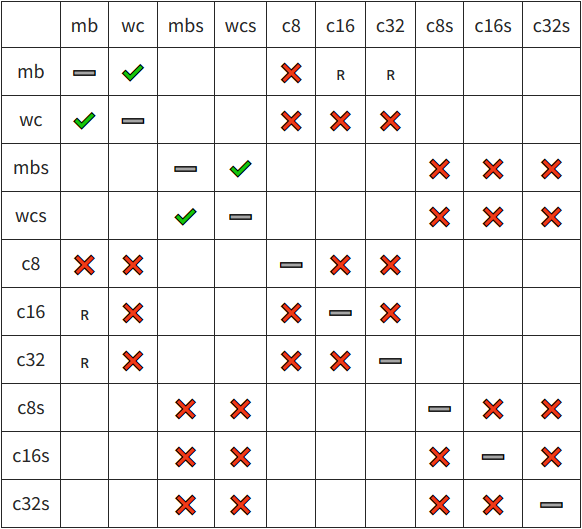 mb wc mbs wcs c8 c16 c32 c8s c16s c32s
mb ➖ ✔ ❌ R R
wc ✔ ➖ ❌ ❌ ❌
mbs ➖ ✔ ❌ ❌ ❌
wcs ✔ ➖ ❌ ❌ ❌
c8 ❌ ❌ ➖ ❌ ❌
c16 R ❌ ❌ ➖ ❌
c32 R ❌ ❌ ❌ ➖
c8s ❌ ❌ ➖ ❌ ❌
c16s ❌ ❌ ❌ ➖ ❌
c32s ❌ ❌ ❌ ❌ ➖